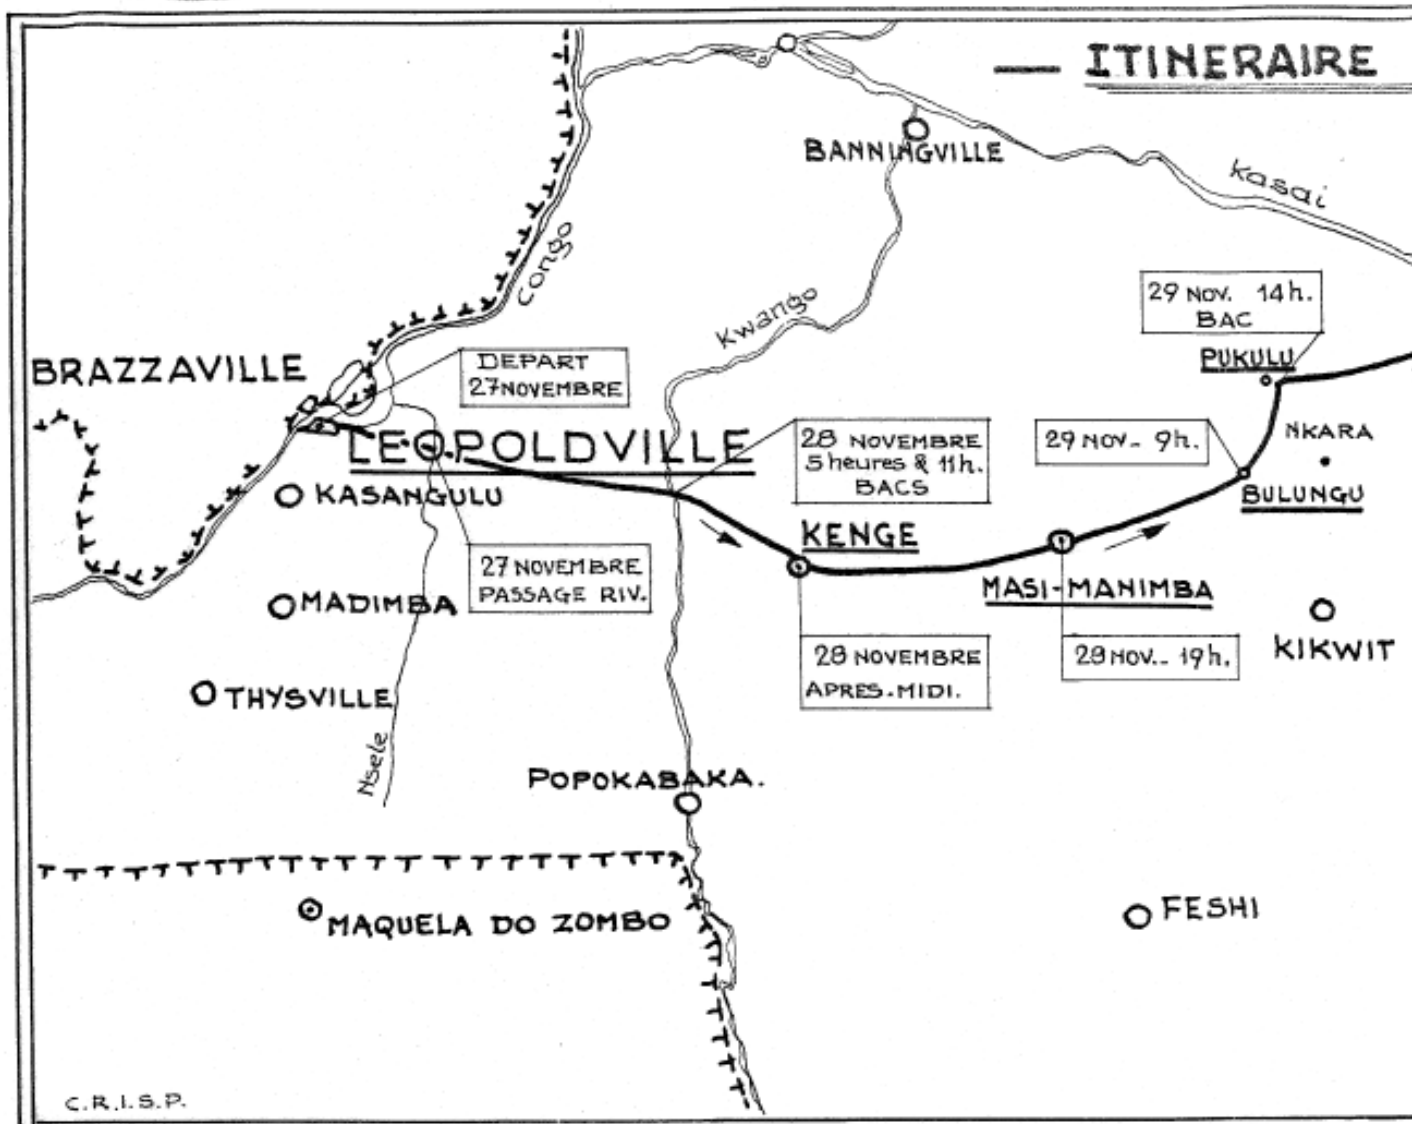 ITINERAIRE
BANNINGVILLE
Kasai
Congo
Kwango
29 NOV. 14h.
BAC
PUKULU
BRAZZAVILLE
DEPART
27 NOVEMBRE
LEOPOLDVILLE
28 NOVEMBRE
5 heures & 11h.
BACS
29 NOV- 9h.
NKARA
BULUNGU
KASANGULU
KENGE
27 NOVEMBRE
PASSAGE RIV.
MADIMBA
MASI-MANIMBA
KIKWIT
28 NOVEMBRE
APRES-MIDI.
28 NOV.- 19h.
THYSVILLE
Nsele
POPOKABAKA.
MAQUELA DO ZOMBO
FESHI
C.R.I.S.P.